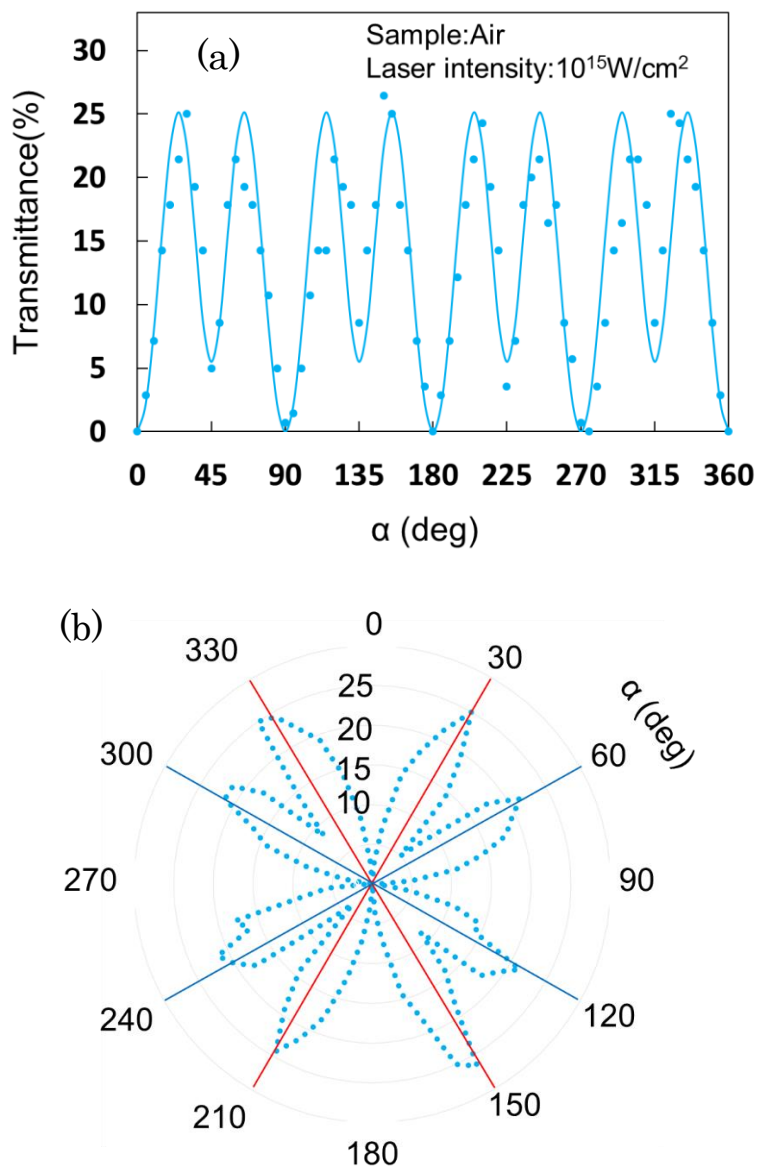 (a)
Sample:Air
Laser intensity:10¹⁵W/cm²
Transmittance(%)
30
25
20
15
10
5
0
0 45 90 135 180 225 270 315 360
α (deg)
(b)
0
330
30
25
20
15
10
α (deg)
300
60
270
90
240
120
210
150
180